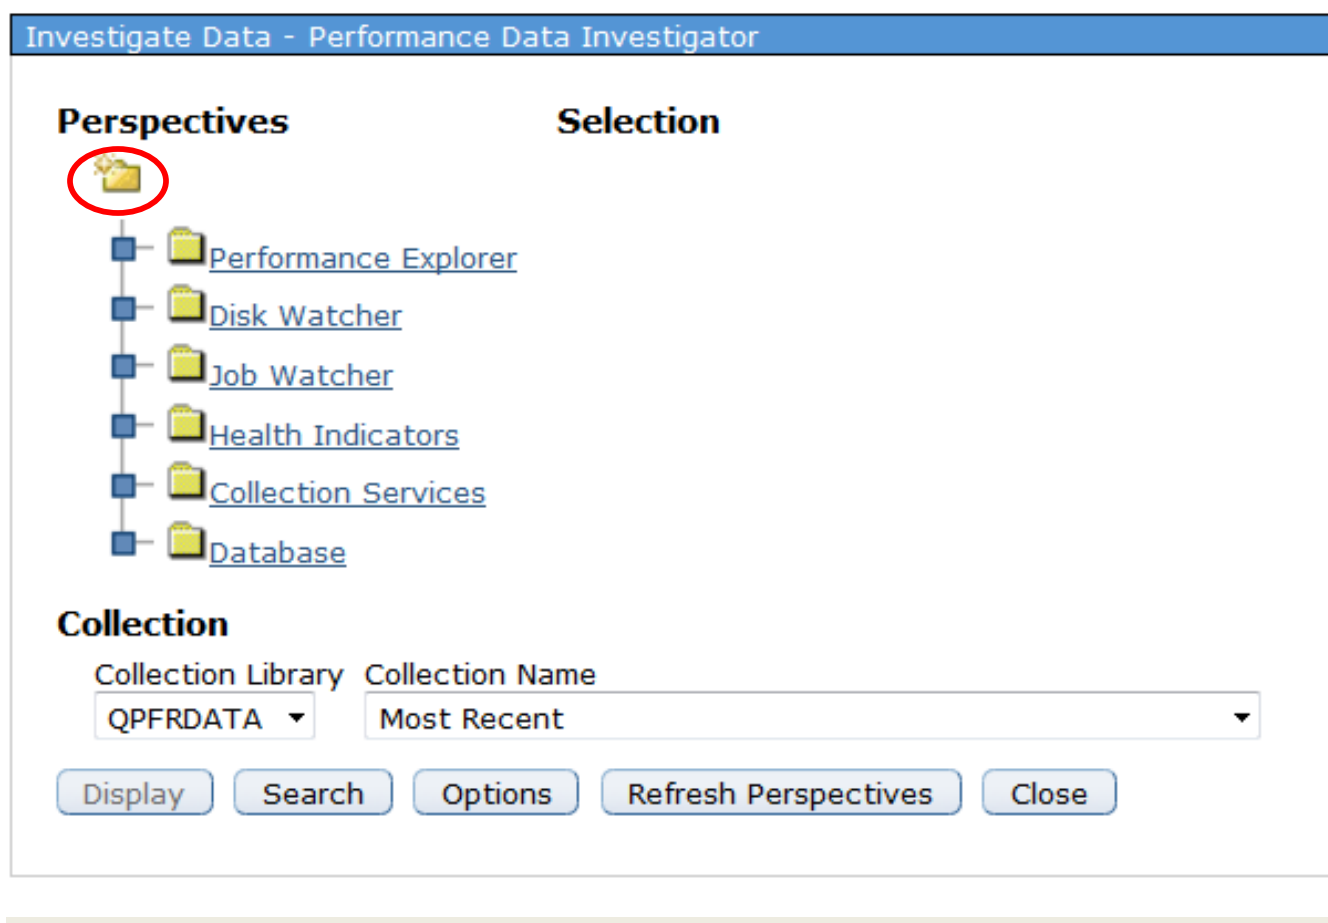 Investigate Data - Performance Data Investigator
Perspectives Selection
Performance Explorer
Disk Watcher
Job Watcher
Health Indicators
Collection Services
Database
Collection
Collection Library Collection Name
QPFRDATA Most Recent
Display Search Options Refresh Perspectives Close